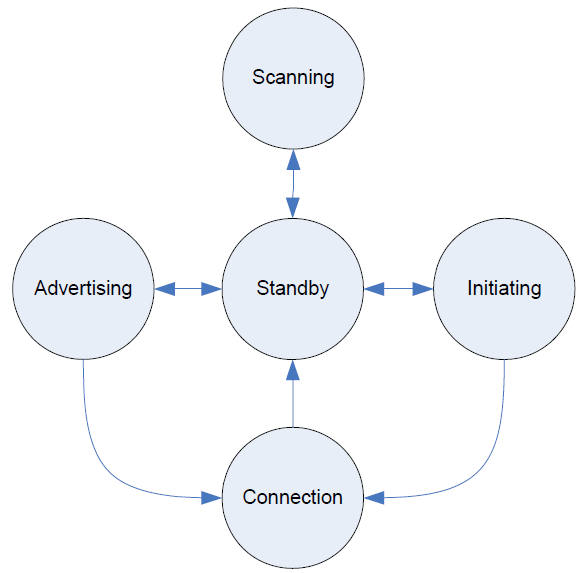 Scanning
Advertising
Standby
Initiating
Connection